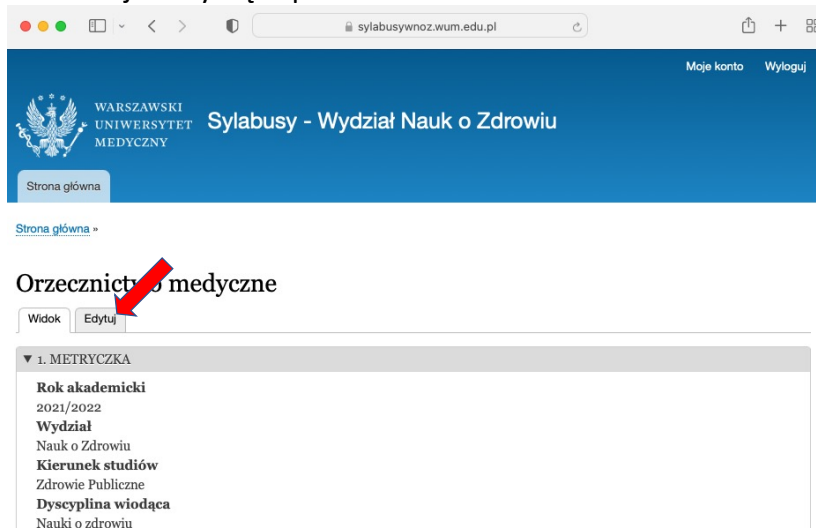 sylabusywnoz.wum.edu.pl
Moje konto Wyloguj
WARSZAWSKI
UNIWERSYTET
MEDYCZNY
Sylabusy - Wydział Nauk o Zdrowiu
Strona główna
Strona główna »
Orzecznictwo medyczne
Widok Edytuj
▼ 1. METRYCZKA
Rok akademicki
2021/2022
Wydział
Nauk o Zdrowiu
Kierunek studiów
Zdrowie Publiczne
Dyscyplina wiodąca
Nauki o zdrowiu